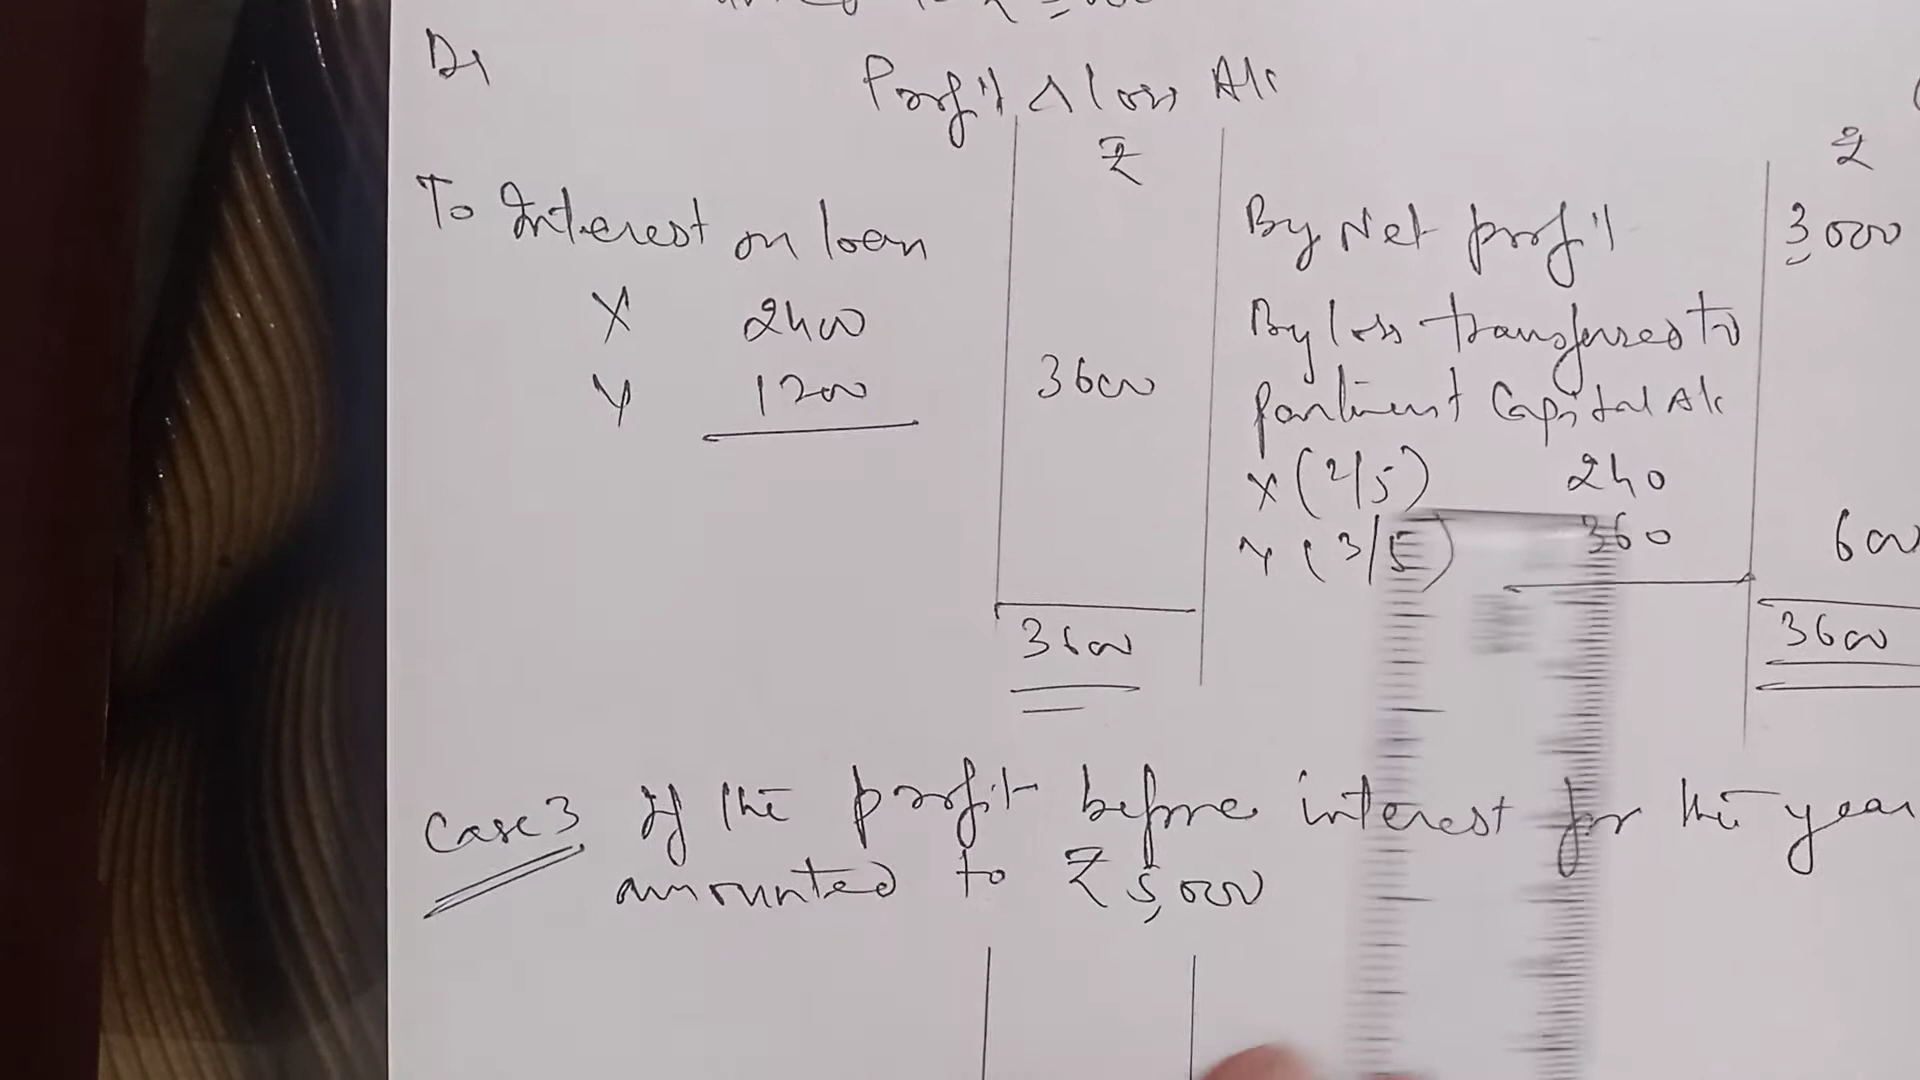 Dr
Profit & loss A/c
₹
₹
To Interest on loan
X 2400
Y 1200
3600
3600
By Net profit 3,000
By loss transferred to
Partners Capital A/c
X (2/5) 240
Y (3/5) 360
600
3600
Case 3 If the profit before interest for the year
amounted to ₹ 5,000